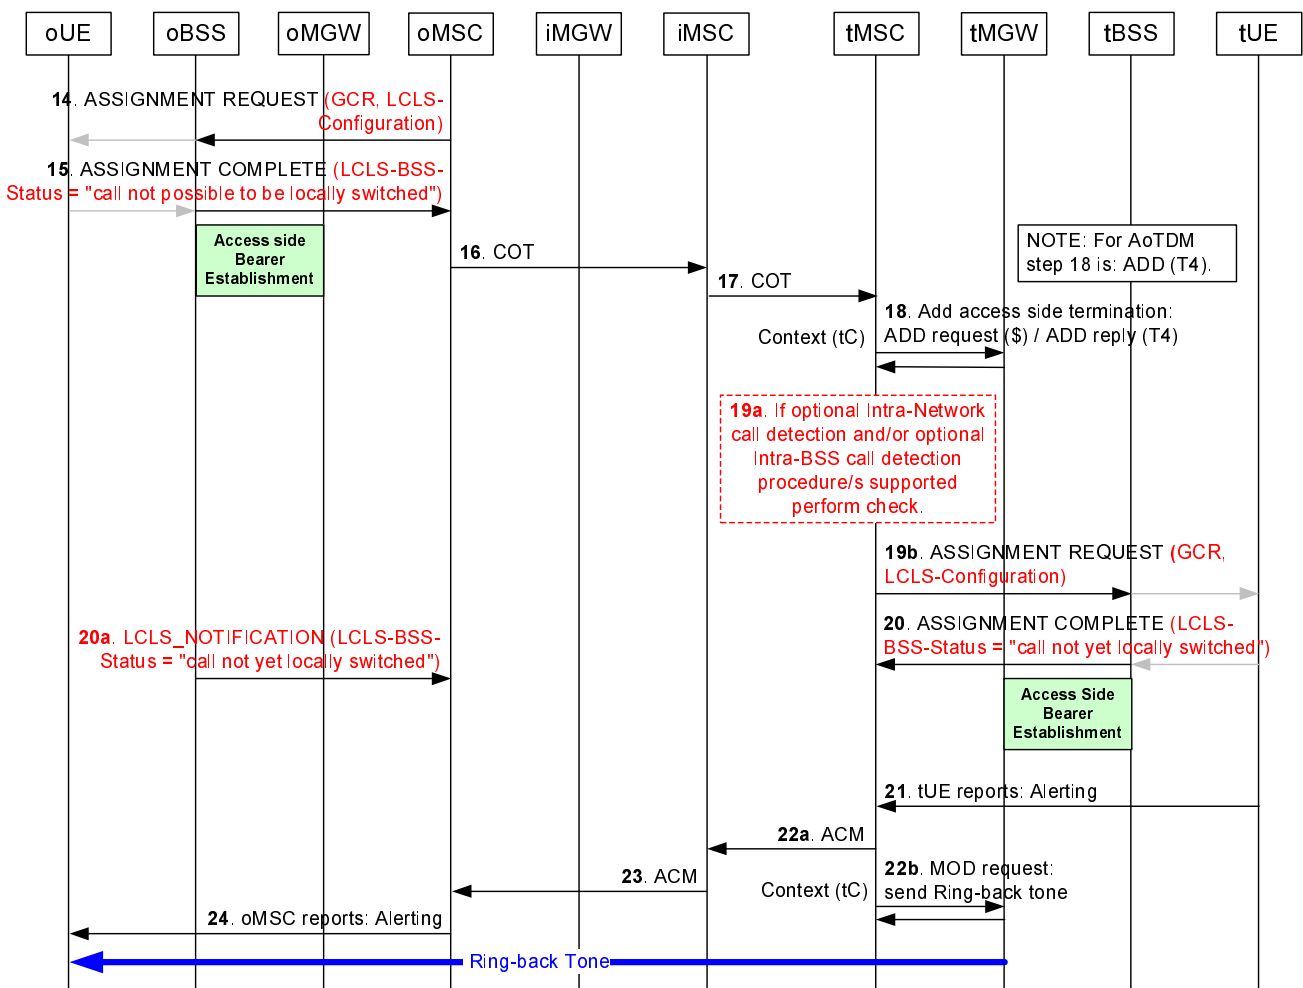 oUE oBSS oMGW oMSC iMGW iMSC tMSC tMGW tBSS tUE
14. ASSIGNMENT REQUEST (GCR, LCLS-
Configuration)
15. ASSIGNMENT COMPLETE (LCLS-BSS-
Status = "call not possible to be locally switched")
Access side
Bearer
Establishment
16. COT
NOTE: For AoTDM
step 18 is: ADD (T4).
17. COT
18. Add access side termination:
ADD request ($) / ADD reply (T4)
Context (tC)
19a. If optional Intra-Network
call detection and/or optional
Intra-BSS call detection
procedure/s supported
perform check.
19b. ASSIGNMENT REQUEST (GCR,
LCLS-Configuration)
20a. LCLS_NOTIFICATION (LCLS-BSS-
Status = "call not yet locally switched")
20. ASSIGNMENT COMPLETE (LCLS-
BSS-Status = "call not yet locally switched")
Access Side
Bearer
Establishment
21. tUE reports: Alerting
22a. ACM
22b. MOD request:
send Ring-back tone
Context (tC)
23. ACM
24. oMSC reports: Alerting
Ring-back Tone